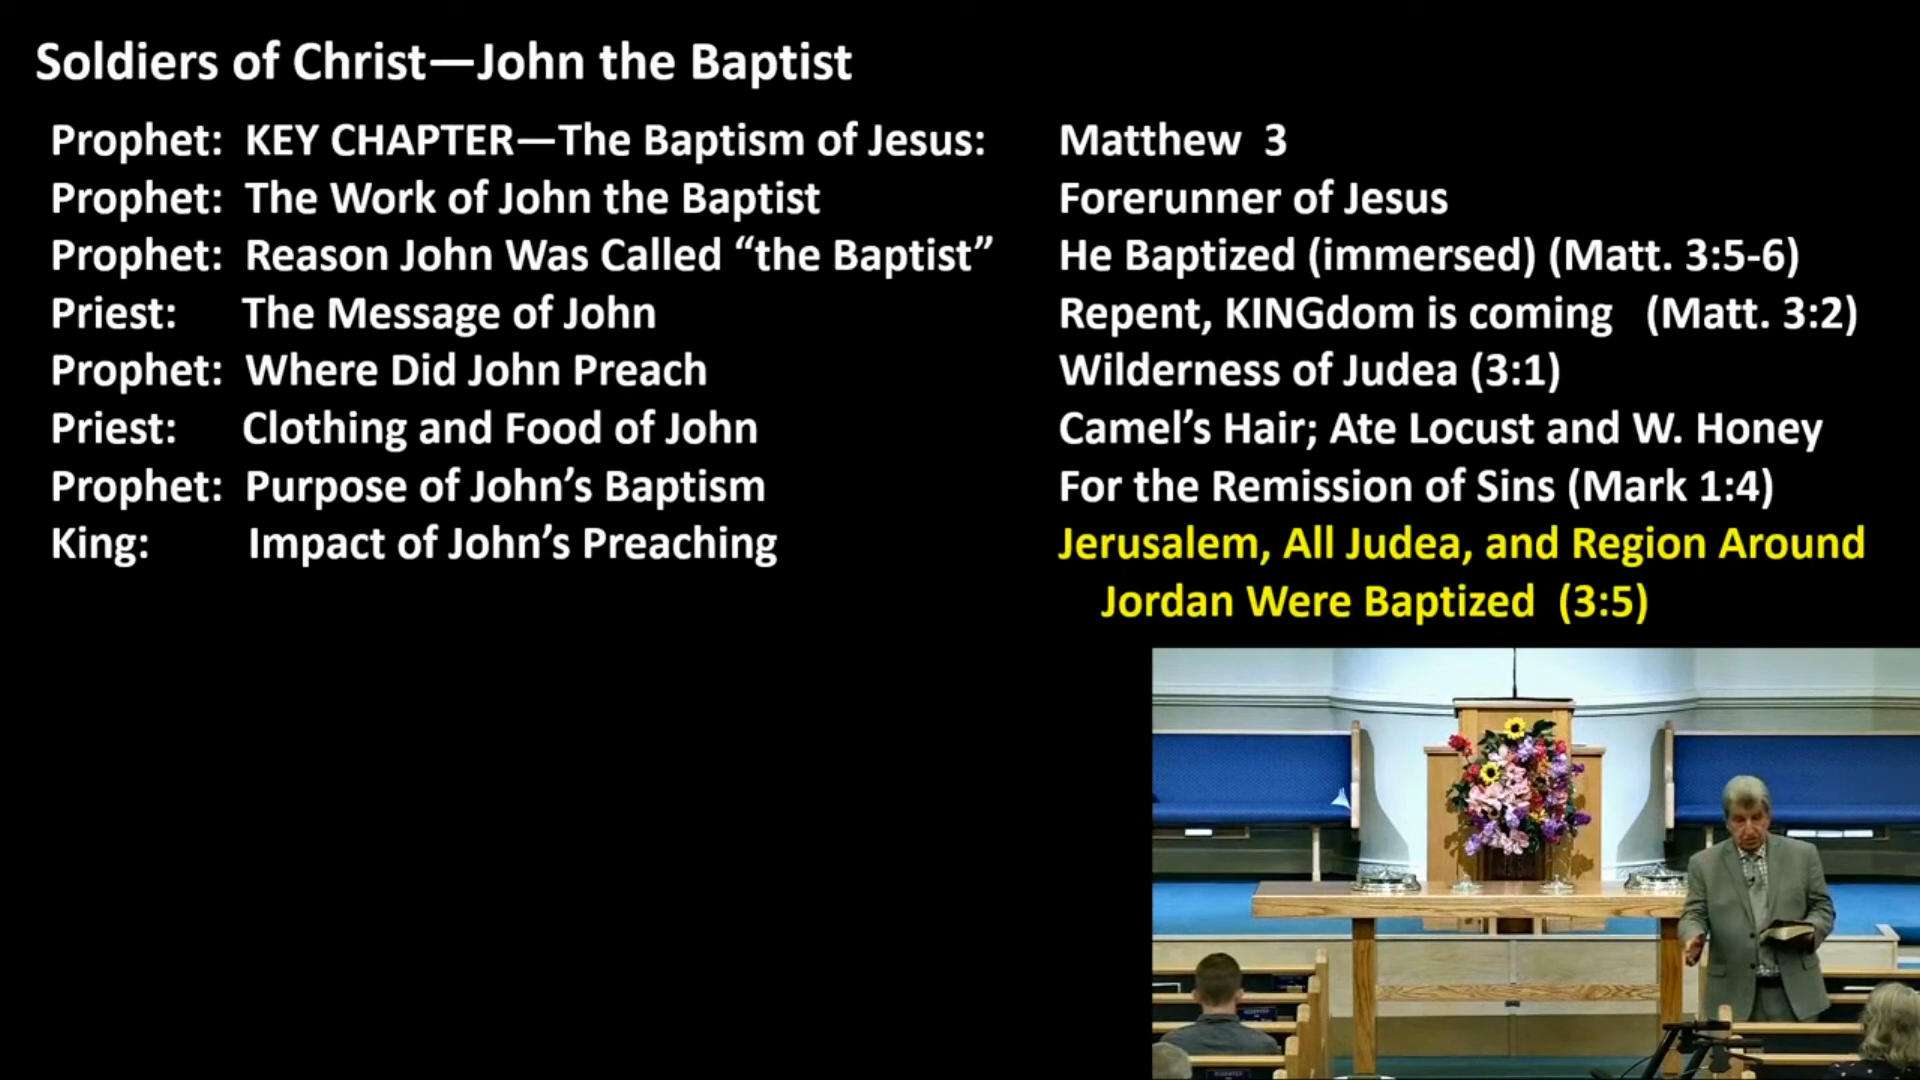 Soldiers of Christ—John the Baptist
Prophet: KEY CHAPTER—The Baptism of Jesus: Matthew 3
Prophet: The Work of John the Baptist Forerunner of Jesus
Prophet: Reason John Was Called “the Baptist” He Baptized (immersed) (Matt. 3:5-6)
Priest: The Message of John Repent, KINGdom is coming (Matt. 3:2)
Prophet: Where Did John Preach Wilderness of Judea (3:1)
Priest: Clothing and Food of John Camel’s Hair; Ate Locust and W. Honey
Prophet: Purpose of John’s Baptism For the Remission of Sins (Mark 1:4)
King: Impact of John’s Preaching Jerusalem, All Judea, and Region Around
Jordan Were Baptized (3:5)